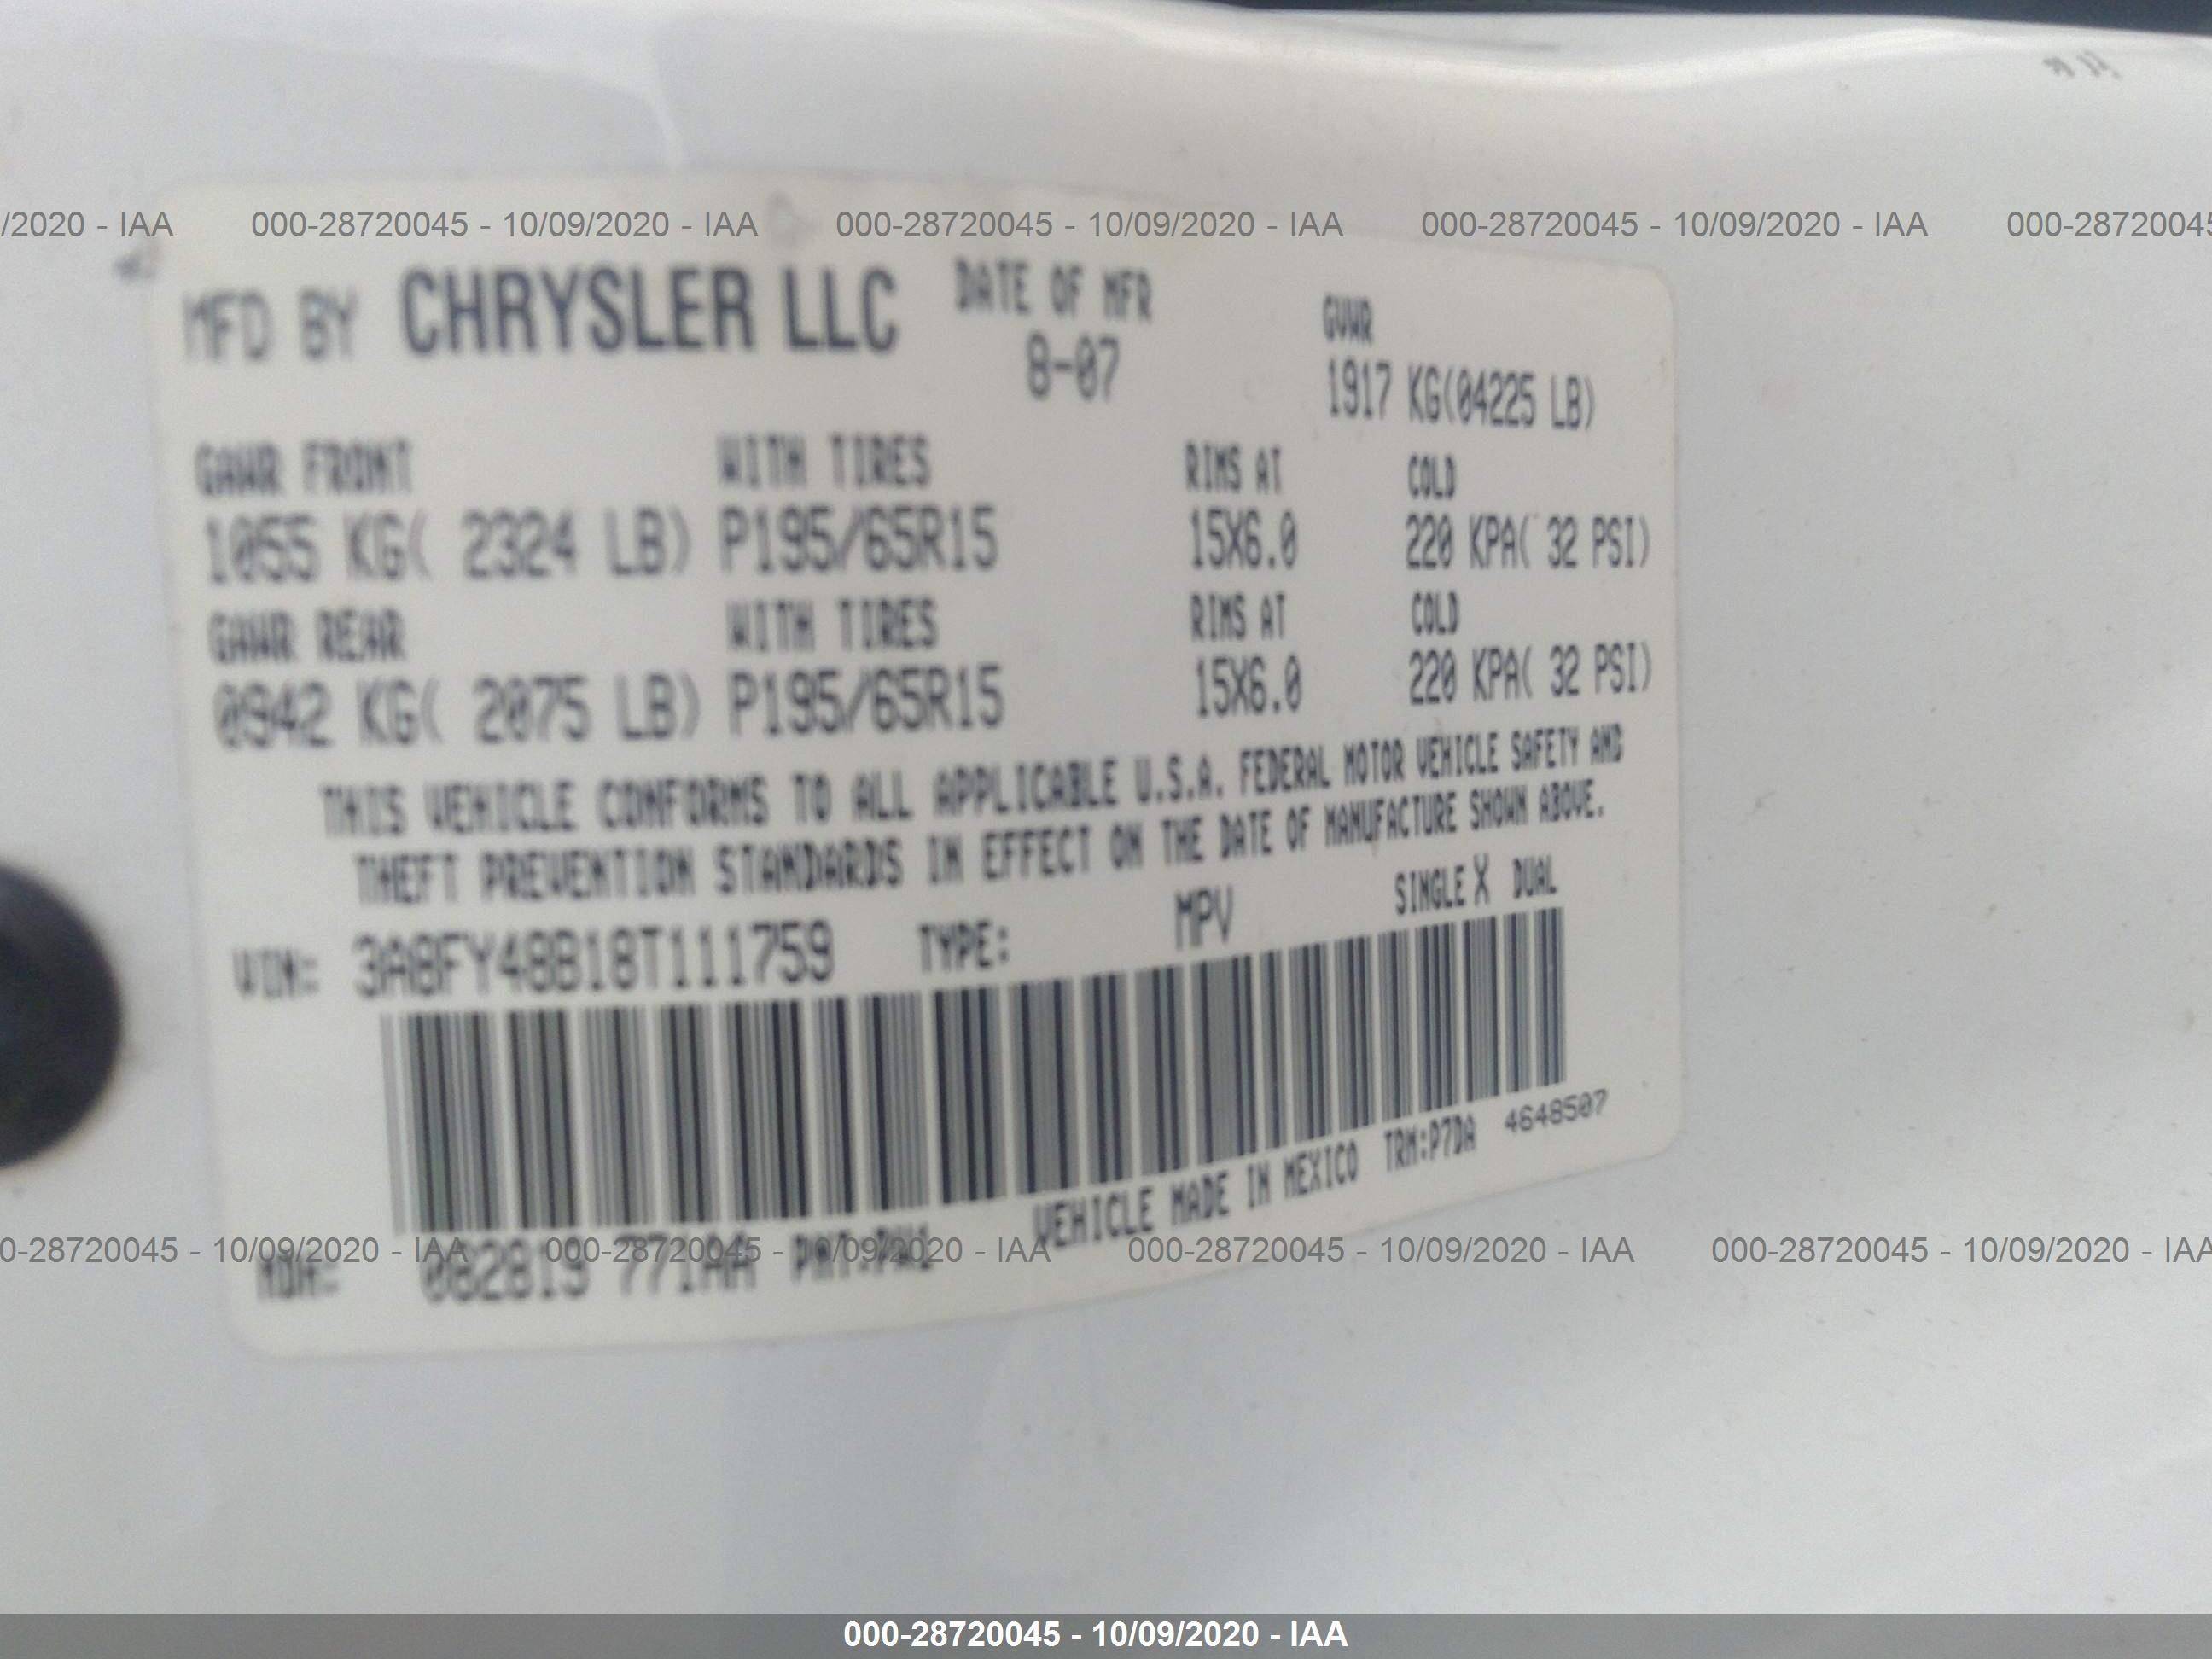 /2020 - IAA 000-28720045 - 10/09/2020 - IAA 000-28720045 - 10/09/2020 - IAA 000-28720045 - 10/09/2020 - IAA 000-28720045
MFD BY CHRYSLER LLC DATE OF MFR GVWR
8-07 1917 KG(04225 LB)
GAWR FRONT WITH TIRES RIMS AT COLD
1055 KG( 2324 LB) P195/65R15 15X6.0 220 KPA( 32 PSI)
GAWR REAR WITH TIRES RIMS AT COLD
0942 KG( 2075 LB) P195/65R15 15X6.0 220 KPA( 32 PSI)
THIS VEHICLE CONFORMS TO ALL APPLICABLE U.S.A. FEDERAL MOTOR VEHICLE SAFETY AND
THEFT PREVENTION STANDARDS IN EFFECT ON THE DATE OF MANUFACTURE SHOWN ABOVE.
VIN: 3A8FY48B18T111759 TYPE: MPV SINGLE X DUAL
VEHICLE MADE IN MEXICO TRM:P7DA 4648507
0-28720045 - 10/09/2020 - IAA 000-28720045 - 10/09/2020 - IAA 000-28720045 - 10/09/2020 - IAA 000-28720045 - 10/09/2020 - IAA
MDH: 082819 771AA PNT:PW1
000-28720045 - 10/09/2020 - IAA